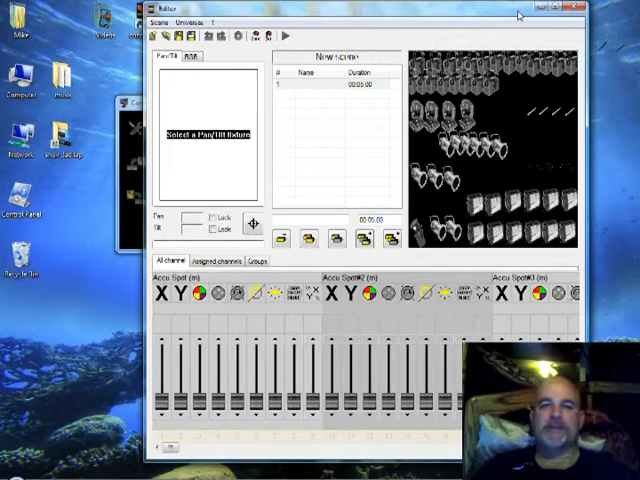 Mike
Videos
Computer
music
Network
Control Panel
Recycle Bin
Editor
Scene Universes ?
Pan/Tilt RGB
Select a Pan/Tilt fixture
Pan
Lock
Tilt
Lock
New scene
# Name Duration
1 00:05.00
00:05.00
All channel Assigned channels Groups
Accu Spot (m) Accu Spot#2 (m) Accu Spot#3 (m)
X Y X Y X Y